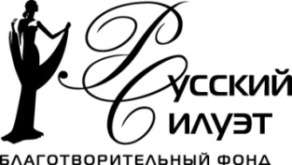 Русский
Силуэт
БЛАГОТВОРИТЕЛЬНЫЙ ФОНД